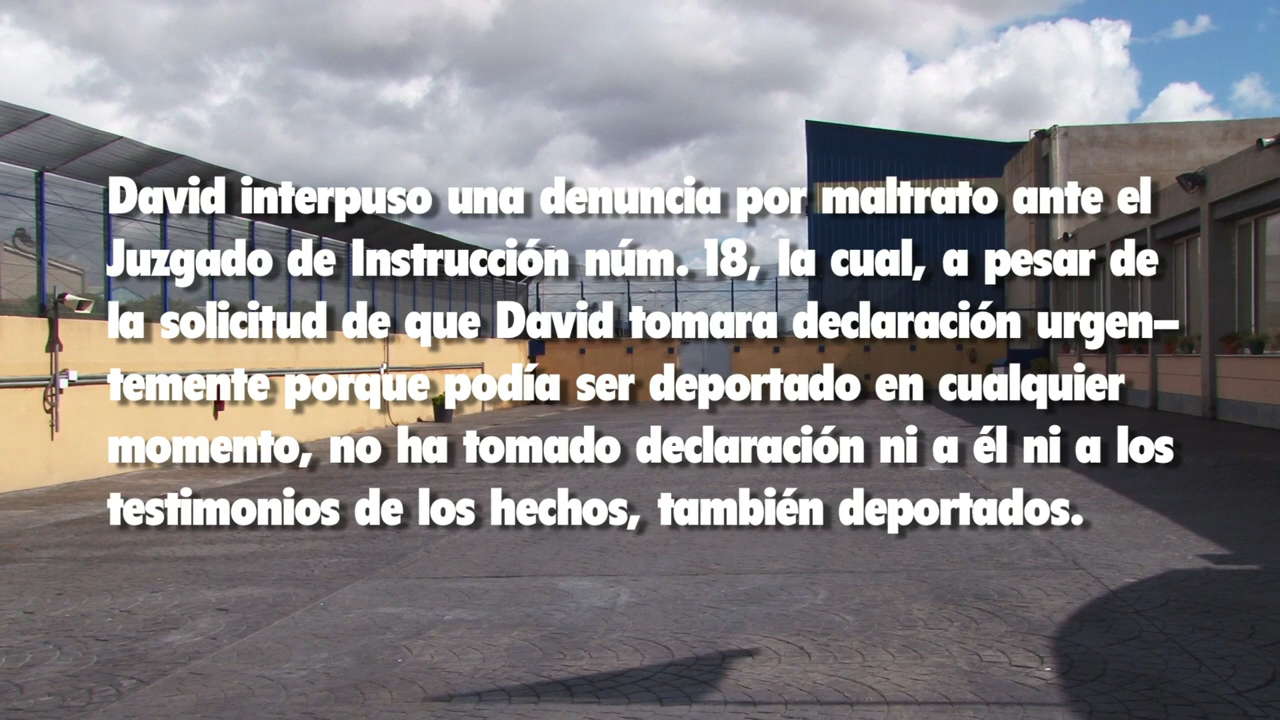 David interpuso una denuncia por maltrato ante el
Juzgado de Instrucción núm. 18, la cual, a pesar de
la solicitud de que David tomara declaración urgen–
temente porque podía ser deportado en cualquier
momento, no ha tomado declaración ni a él ni a los
testimonios de los hechos, también deportados.